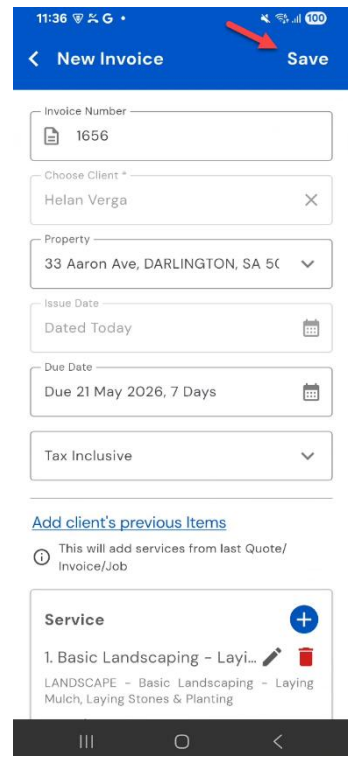 11:36
G
100
New Invoice
Save
Invoice Number
1656
Choose Client *
Helan Verga
Property
33 Aaron Ave, DARLINGTON, SA 5(
Issue Date
Dated Today
Due Date
Due 21 May 2026, 7 Days
Tax Inclusive
Add client's previous Items
This will add services from last Quote/
Invoice/Job
Service
1. Basic Landscaping - Layi...
LANDSCAPE - Basic Landscaping - Laying
Mulch, Laying Stones & Planting